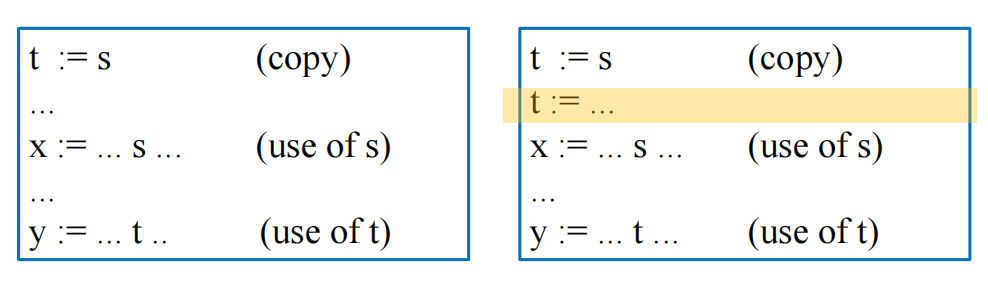 t := s (copy)
...
x := ... s ... (use of s)
...
y := ... t .. (use of t)
t := s (copy)
t := ...
x := ... s ... (use of s)
...
y := ... t ... (use of t)